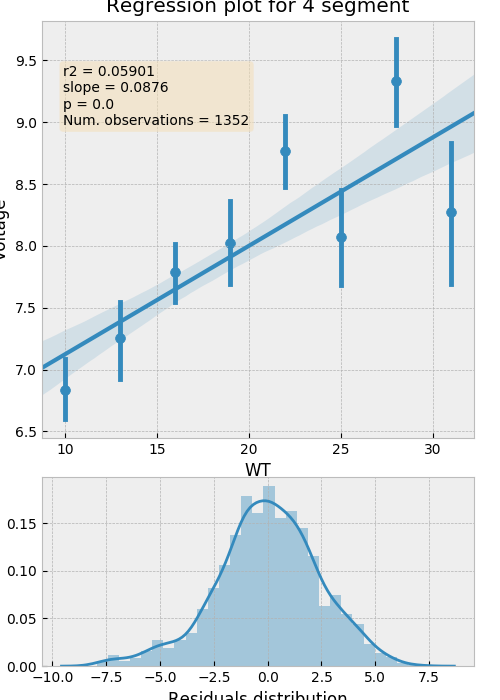 Regression plot for 4 segment
r2 = 0.05901
slope = 0.0876
p = 0.0
Num. observations = 1352
9.5
9.0
8.5
8.0
7.5
7.0
6.5
Voltage
10 15 20 25 30
WT
0.15
0.10
0.05
0.00
−10.0 −7.5 −5.0 −2.5 0.0 2.5 5.0 7.5
Residuals distribution